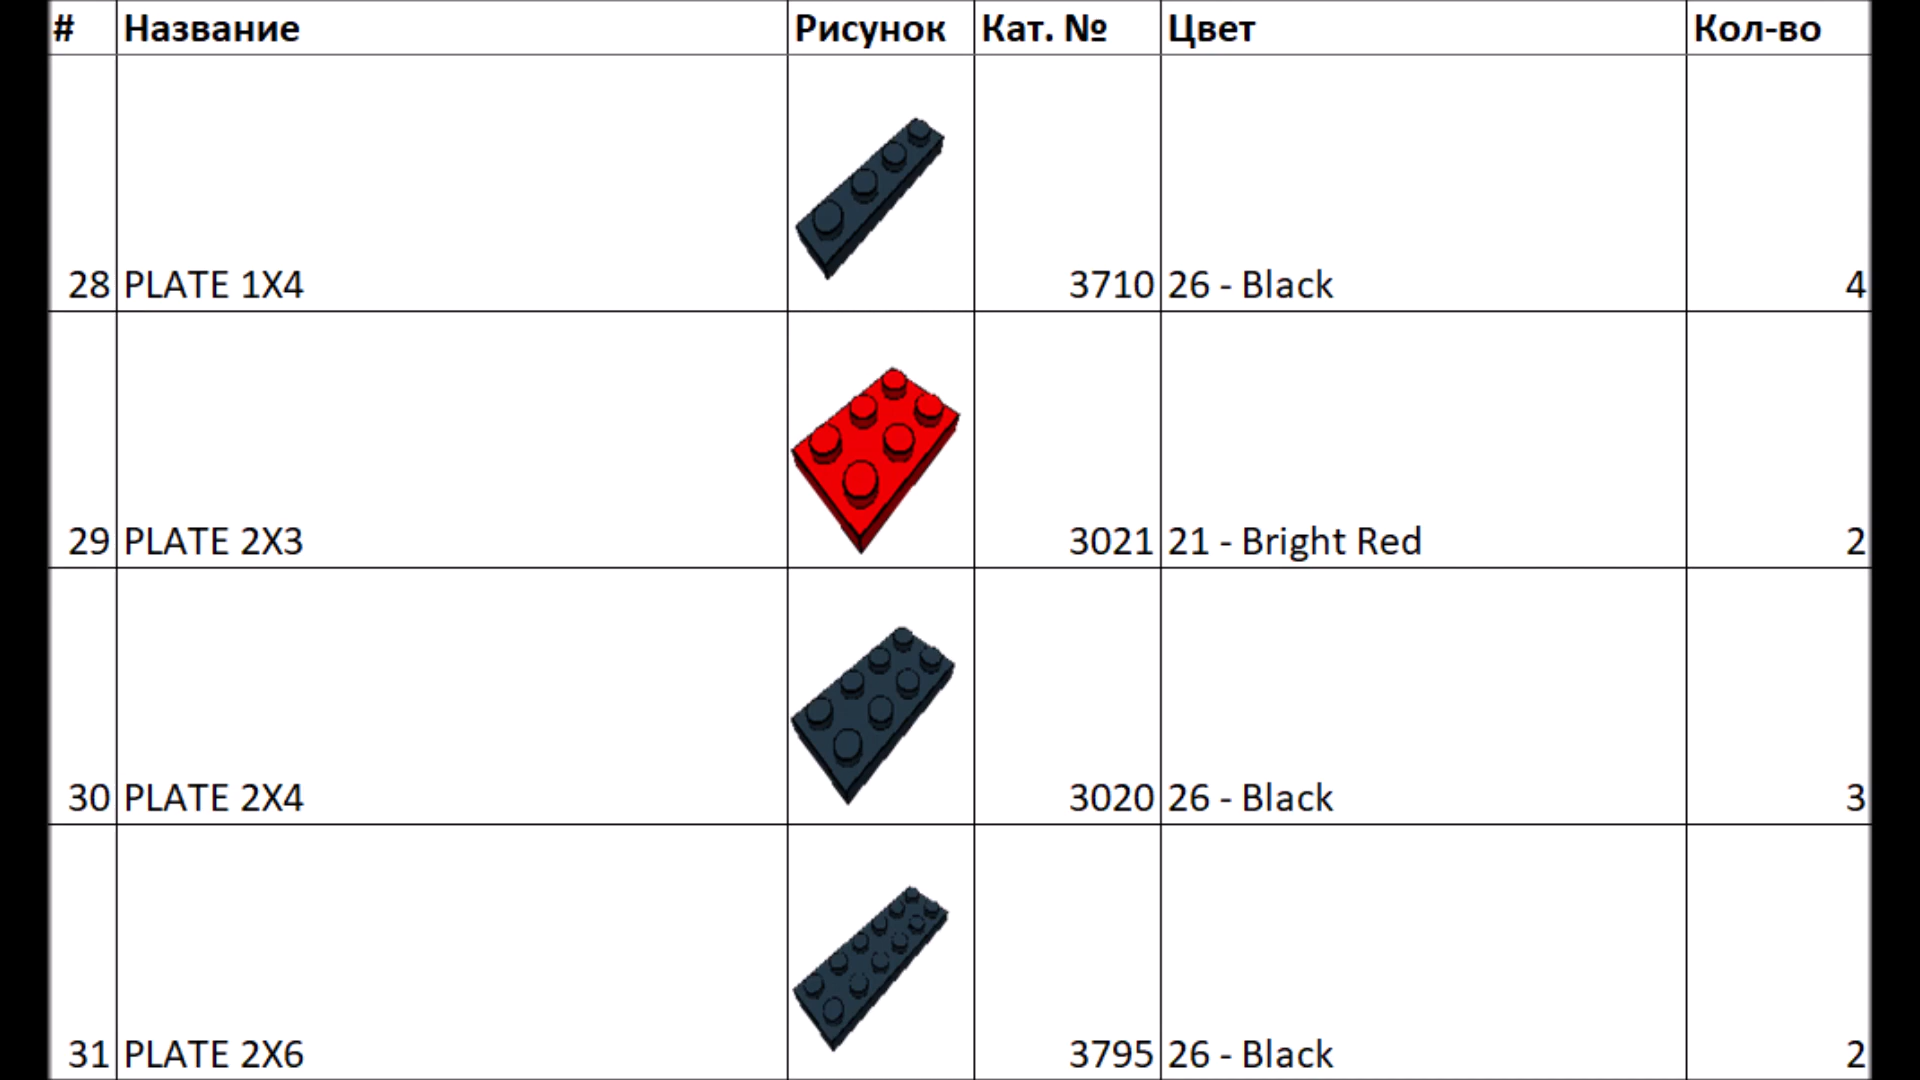 # Название Рисунок Кат. № Цвет Кол-во
28 PLATE 1X4 3710 26 - Black 4
29 PLATE 2X3 3021 21 - Bright Red 2
30 PLATE 2X4 3020 26 - Black 3
31 PLATE 2X6 3795 26 - Black 2